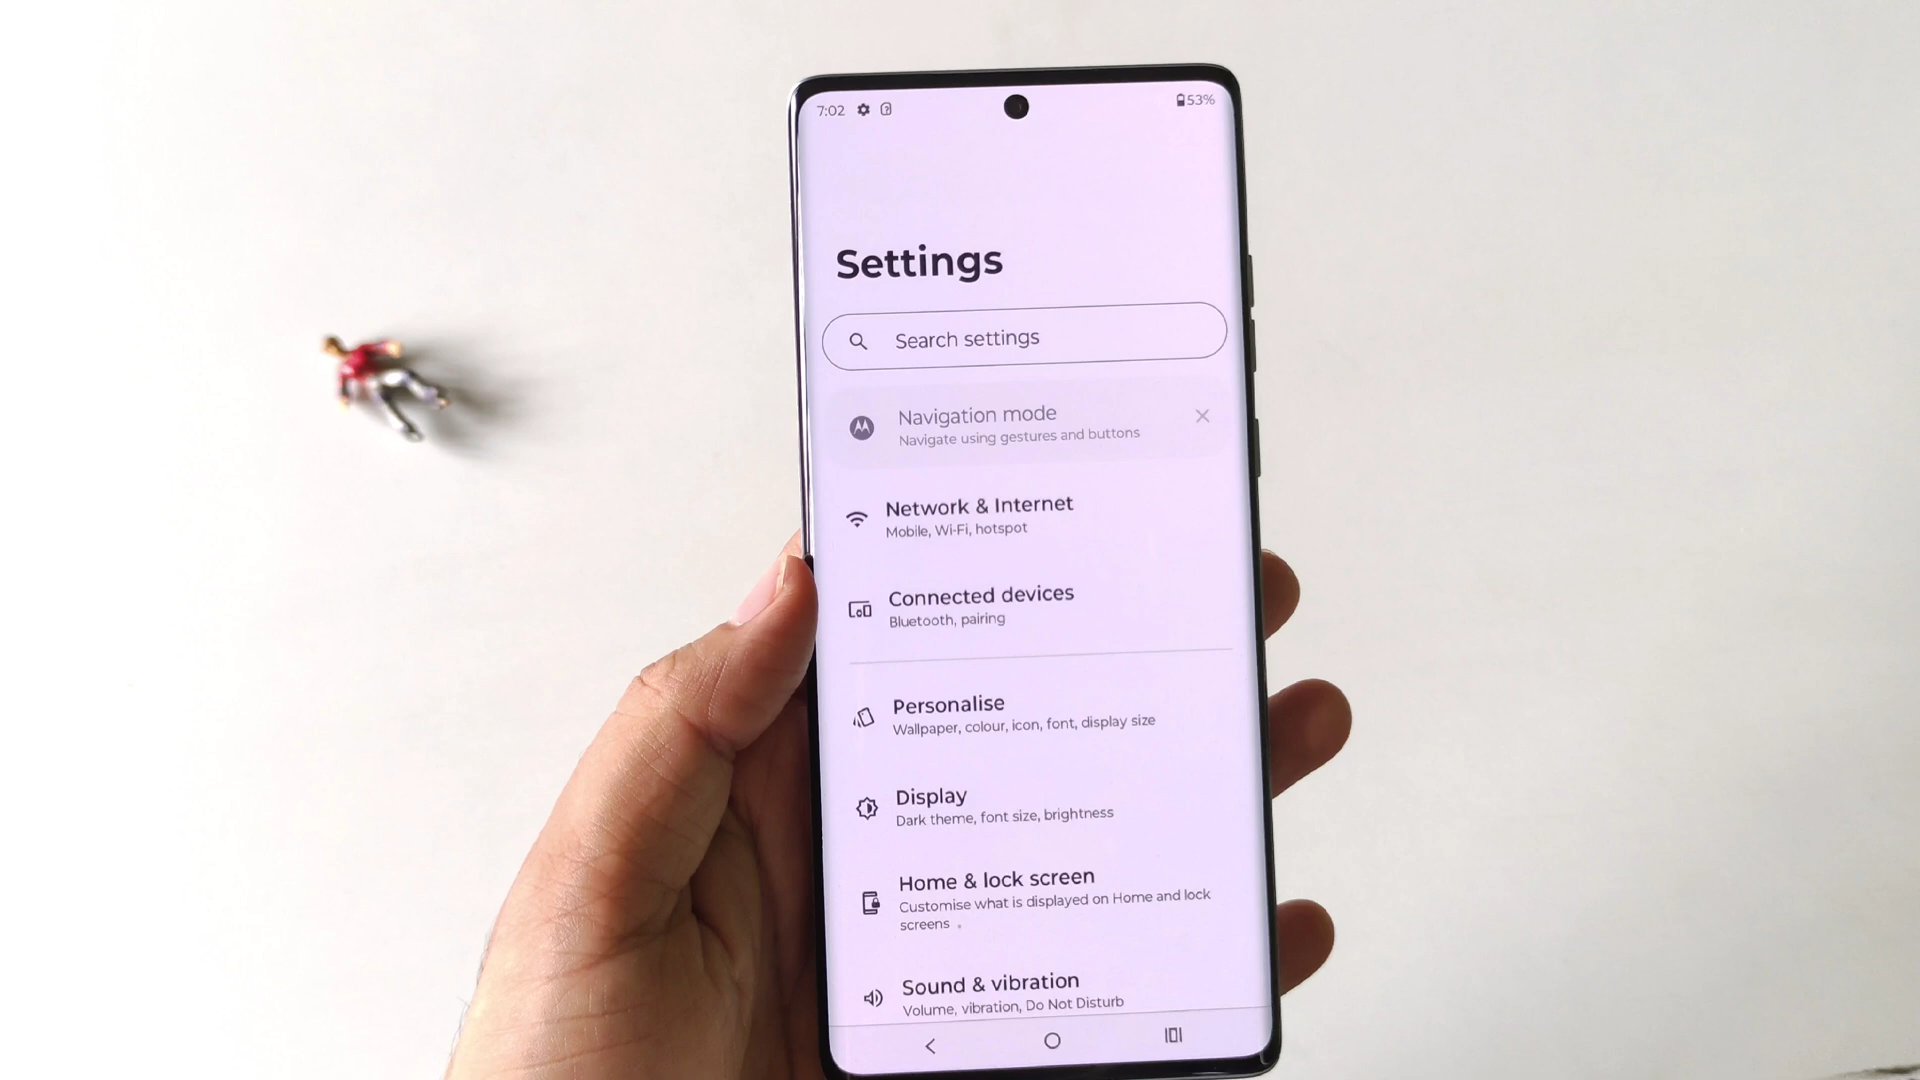 7:02
53%
Settings
Search settings
Navigation mode
Navigate using gestures and buttons
Network & Internet
Mobile, Wi-Fi, hotspot
Connected devices
Bluetooth, pairing
Personalise
Wallpaper, colour, icon, font, display size
Display
Dark theme, font size, brightness
Home & lock screen
Customise what is displayed on Home and lock
screens
Sound & vibration
Volume, vibration, Do Not Disturb